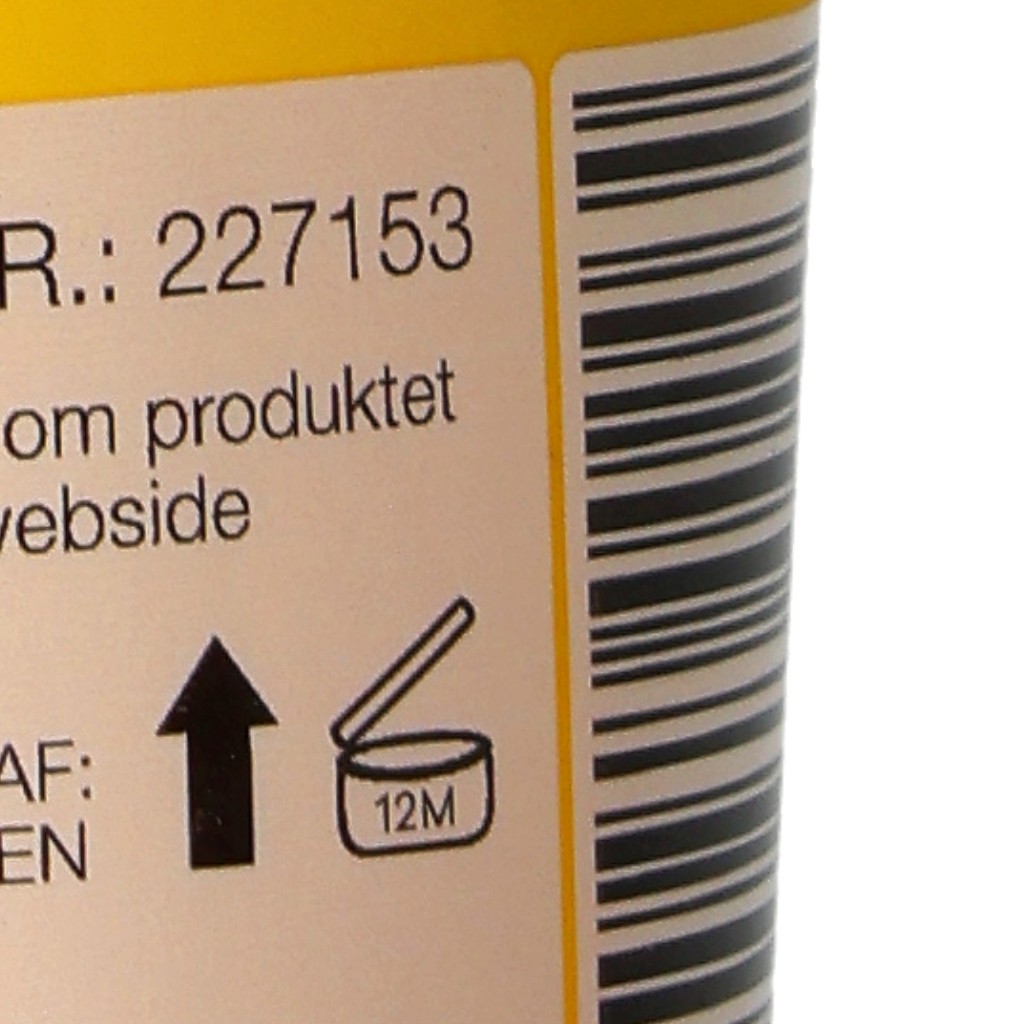 R.: 227153
om produktet
webside
AF:
EN
12M